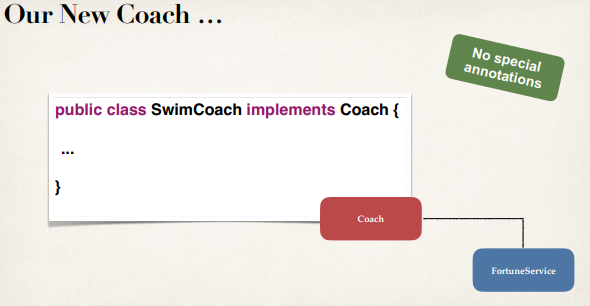 Our New Coach …
No special
annotations
public class SwimCoach implements Coach {
...
}
Coach
FortuneService